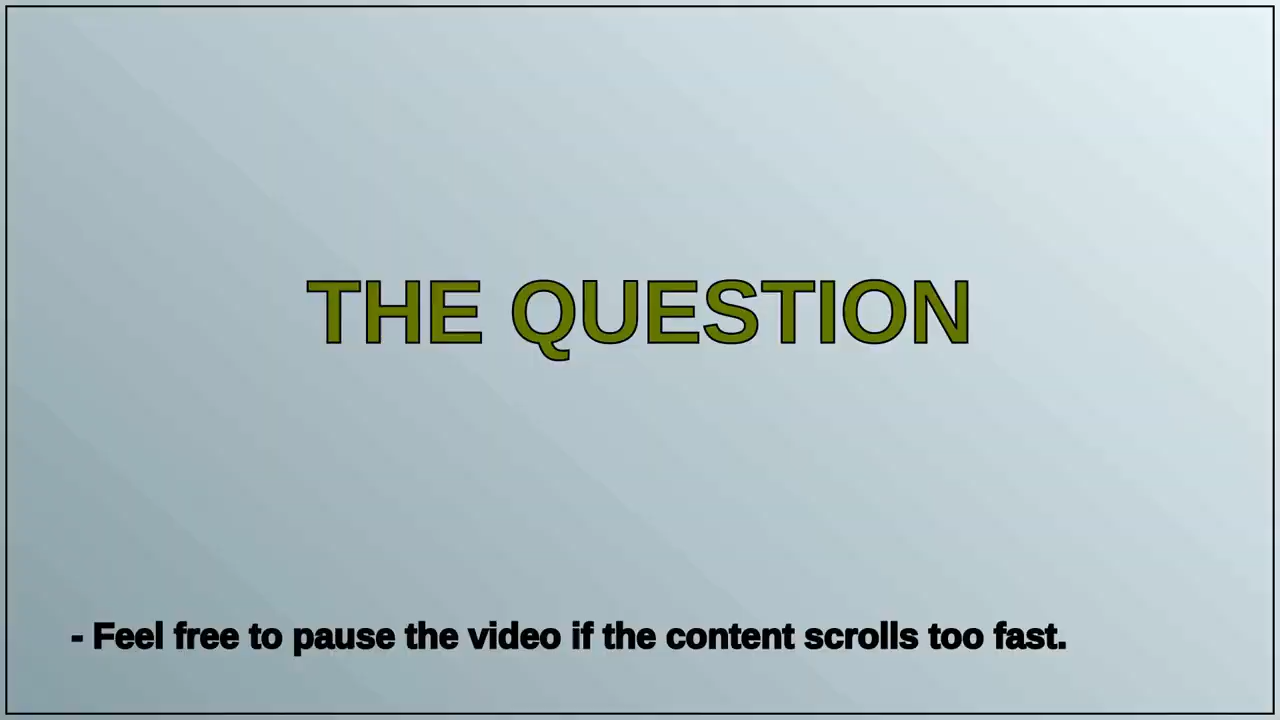 THE QUESTION
- Feel free to pause the video if the content scrolls too fast.